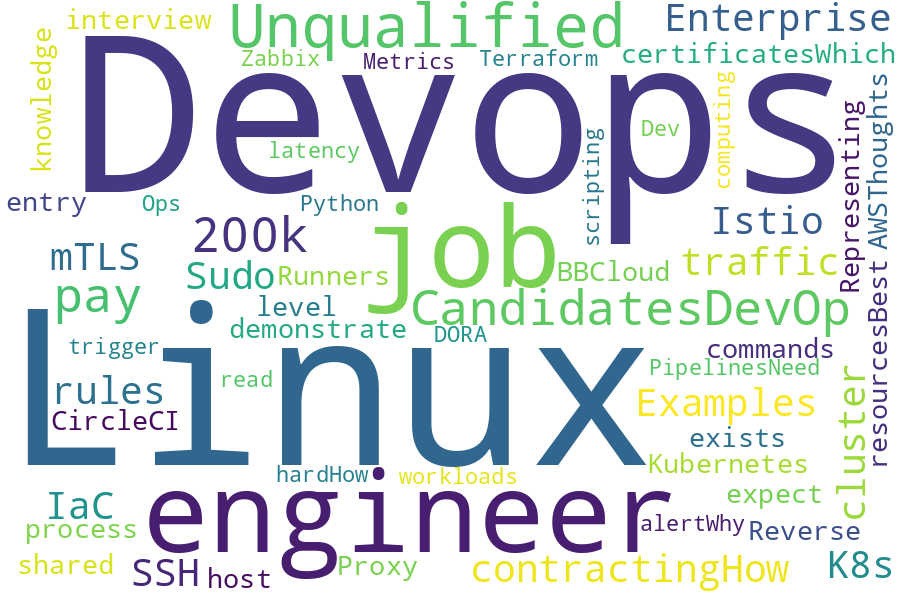 interview
Unqualified
Enterprise
knowledge
Devops
Zabbix
Metrics
Terraform
certificatesWhich
latency
scripting
Dev
computing
AWSThoughts
entry
Ops
Python
Representing
200k
job
Istio
mTLS
Sudo
Runners
BBCloud
traffic
pay
level
CandidatesDevOp
demonstrate
DORA
resourcesBest
trigger
Linux
commands
rules
read
PipelinesNeed
CircleCI
Examples
cluster
exists
hardHow
workloads
Kubernetes
IaC
engineer
expect
process
alertWhy
Reverse
shared
SSH
host
Proxy
contractingHow
K8s